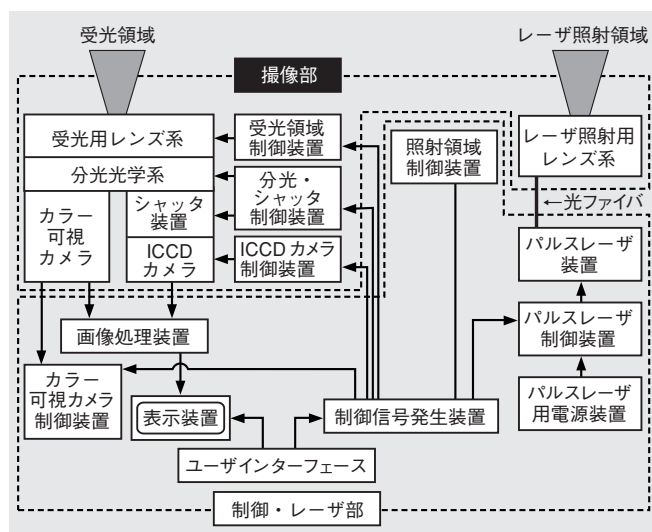 受光領域
レーザ照射領域
撮像部
受光用レンズ系
分光光学系
カラー
可視
カメラ
シャッタ
装置
ICCD
カメラ
受光領域
制御装置
分光・
シャッタ
制御装置
ICCDカメラ
制御装置
照射領域
制御装置
レーザ照射用
レンズ系
←光ファイバ
パルスレーザ
装置
パルスレーザ
制御装置
パルスレーザ
用電源装置
画像処理装置
カラー
可視カメラ
制御装置
表示装置
制御信号発生装置
ユーザインターフェース
制御・レーザ部